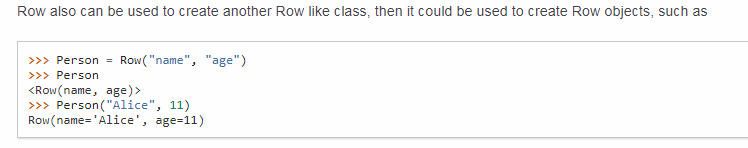 Row also can be used to create another Row like class, then it could be used to create Row objects, such as
>>> Person = Row("name", "age")
>>> Person
<Row(name, age)>
>>> Person("Alice", 11)
Row(name='Alice', age=11)